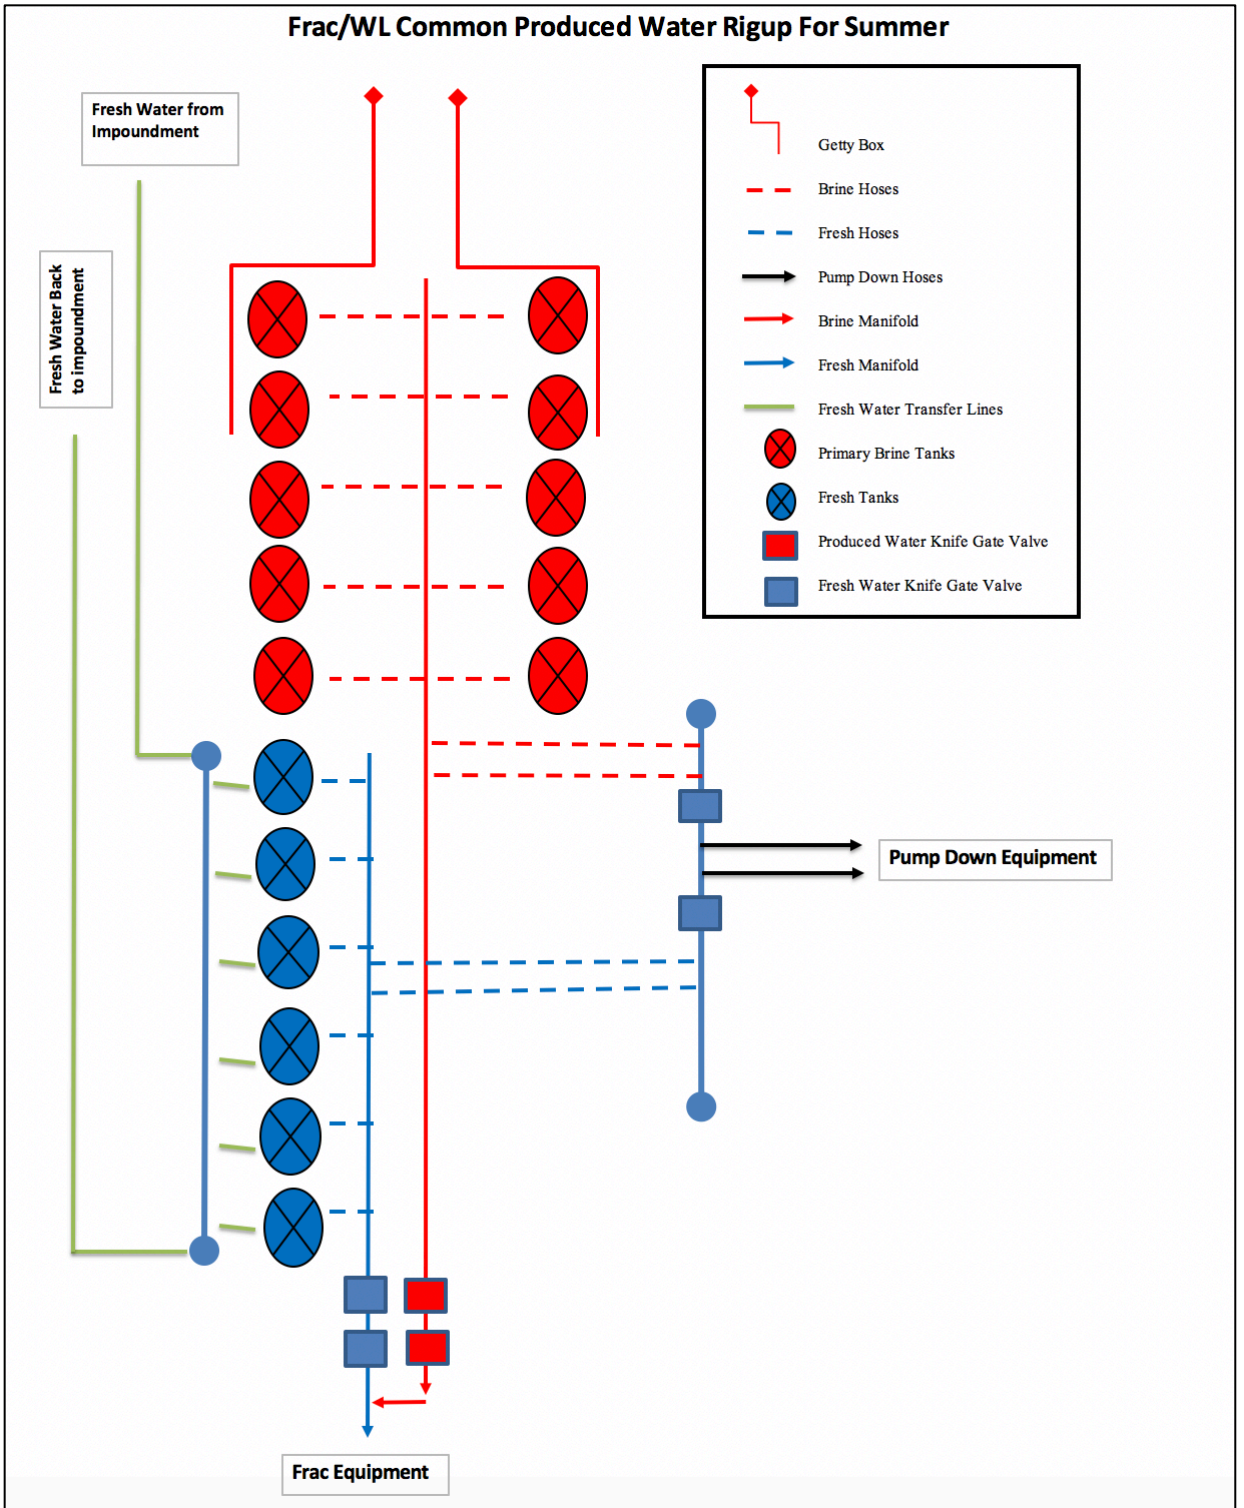 Frac/WL Common Produced Water Rigup For Summer
Fresh Water from
Impoundment
Fresh Water Back
to impoundment
Getty Box
Brine Hoses
Fresh Hoses
Pump Down Hoses
Brine Manifold
Fresh Manifold
Fresh Water Transfer Lines
Primary Brine Tanks
Fresh Tanks
Produced Water Knife Gate Valve
Fresh Water Knife Gate Valve
Pump Down Equipment
Frac Equipment